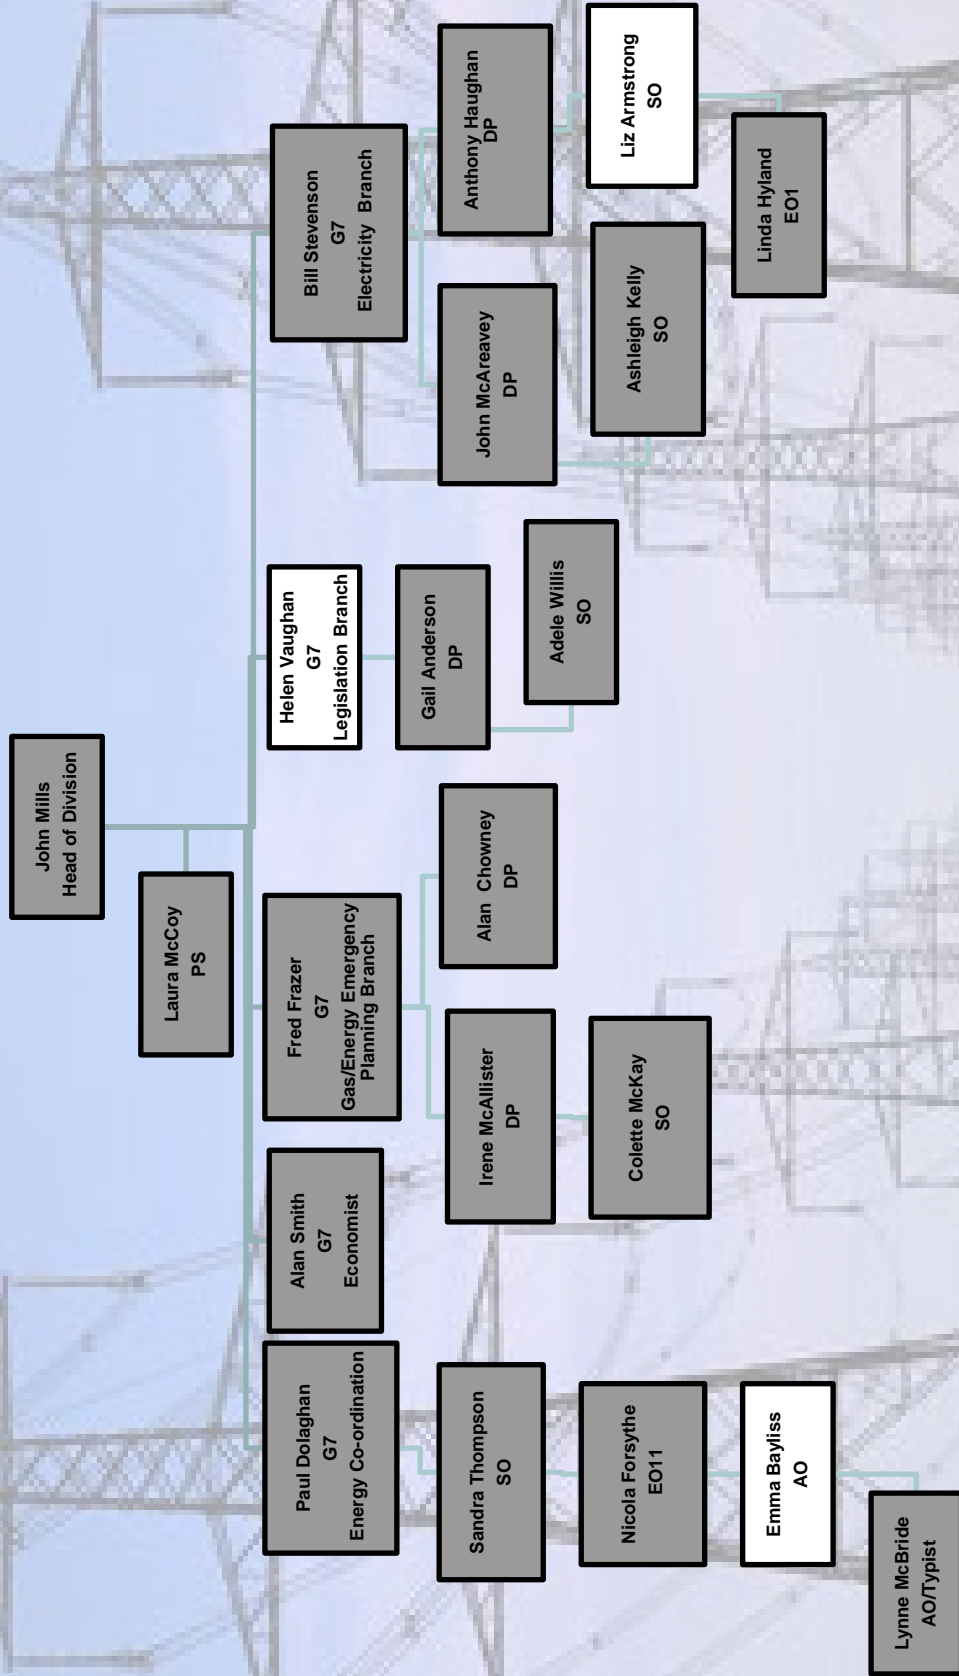 John Mills
Head of Division
Laura McCoy
PS
Paul Dolaghan
G7
Energy Co-ordination
Alan Smith
G7
Economist
Fred Frazer
G7
Gas/Energy Emergency
Planning Branch
Helen Vaughan
G7
Legislation Branch
Bill Stevenson
G7
Electricity Branch
Sandra Thompson
SO
Irene McAllister
DP
Alan Chowney
DP
Gail Anderson
DP
John McAreavey
DP
Anthony Haughan
DP
Nicola Forsythe
EO11
Colette McKay
SO
Adele Willis
SO
Ashleigh Kelly
SO
Liz Armstrong
SO
Emma Bayliss
AO
Linda Hyland
EO1
Lynne McBride
AO/Typist